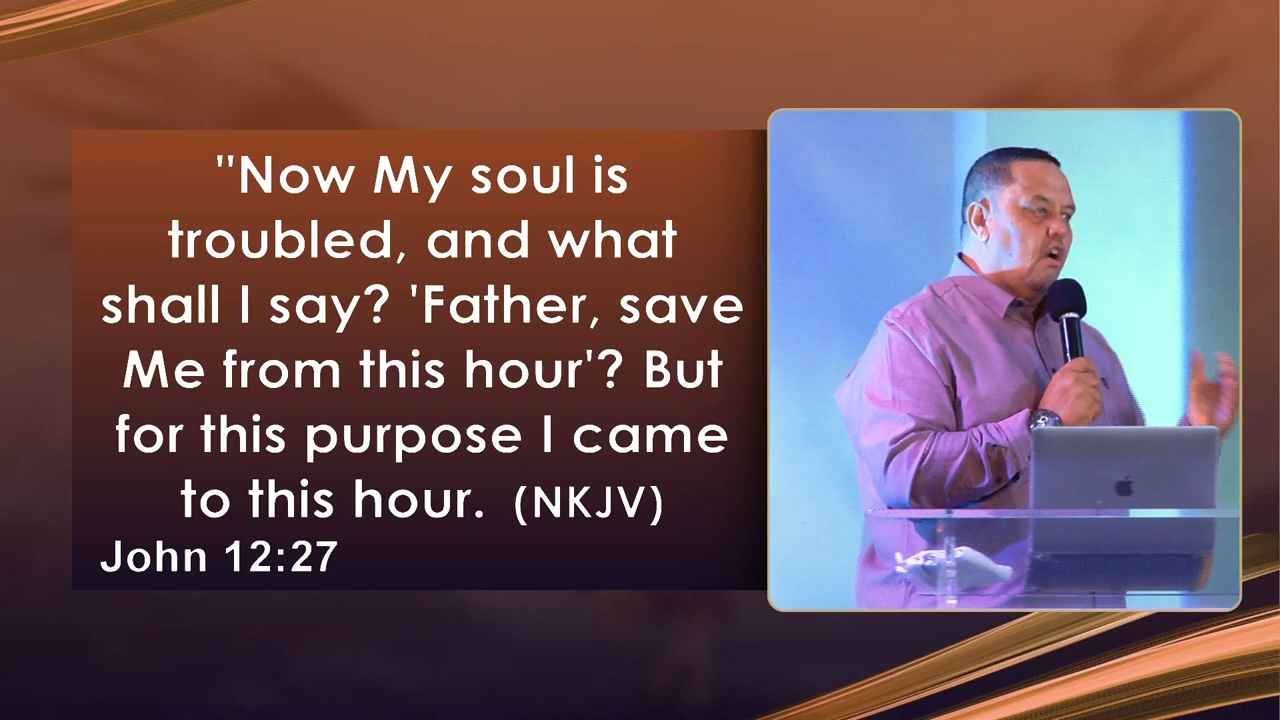 "Now My soul is
troubled, and what
shall I say? 'Father, save
Me from this hour'? But
for this purpose I came
to this hour. (NKJV)
John 12:27